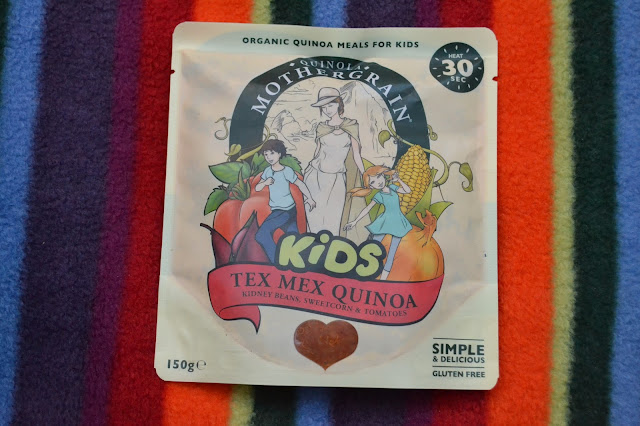 ORGANIC QUINOA MEALS FOR KIDS
HEAT
30
SEC
QUINOLA
MOTHERGRAIN
KiDS
TEX MEX QUINOA
KIDNEY BEANS, SWEETCORN & TOMATOES
150g℮
SIMPLE
& DELICIOUS
GLUTEN FREE